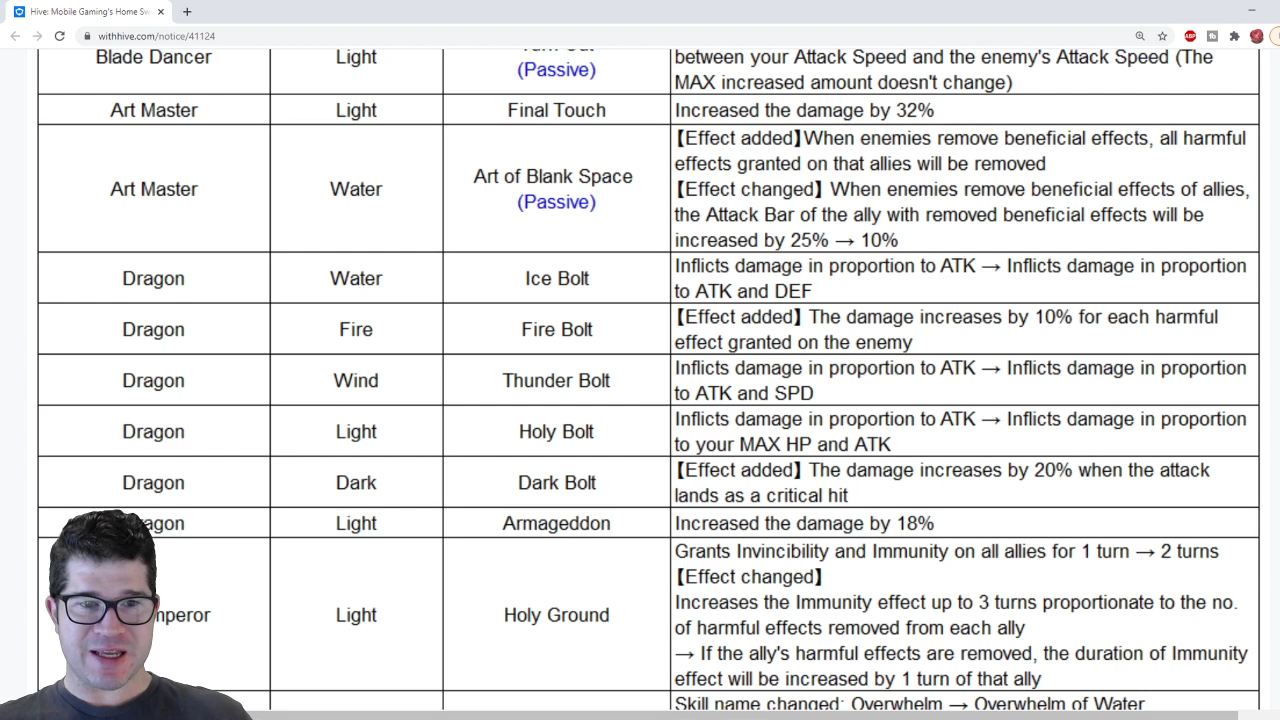 Hive: Mobile Gaming's Home Sw
withhive.com/notice/41124
Blade Dancer
Light
(Passive)
between your Attack Speed and the enemy's Attack Speed (The
MAX increased amount doesn't change)
Art Master
Light
Final Touch
Increased the damage by 32%
Art Master
Water
Art of Blank Space
(Passive)
【Effect added】When enemies remove beneficial effects, all harmful
effects granted on that allies will be removed
【Effect changed】 When enemies remove beneficial effects of allies,
the Attack Bar of the ally with removed beneficial effects will be
increased by 25% → 10%
Dragon
Water
Ice Bolt
Inflicts damage in proportion to ATK → Inflicts damage in proportion
to ATK and DEF
Dragon
Fire
Fire Bolt
【Effect added】 The damage increases by 10% for each harmful
effect granted on the enemy
Dragon
Wind
Thunder Bolt
Inflicts damage in proportion to ATK → Inflicts damage in proportion
to ATK and SPD
Dragon
Light
Holy Bolt
Inflicts damage in proportion to ATK → Inflicts damage in proportion
to your MAX HP and ATK
Dragon
Dark
Dark Bolt
【Effect added】 The damage increases by 20% when the attack
lands as a critical hit
agon
Light
Armageddon
Increased the damage by 18%
mperor
Light
Holy Ground
Grants Invincibility and Immunity on all allies for 1 turn → 2 turns
【Effect changed】
Increases the Immunity effect up to 3 turns proportionate to the no.
of harmful effects removed from each ally
→ If the ally's harmful effects are removed, the duration of Immunity
effect will be increased by 1 turn of that ally
Skill name changed: Overwhelm → Overwhelm of Water